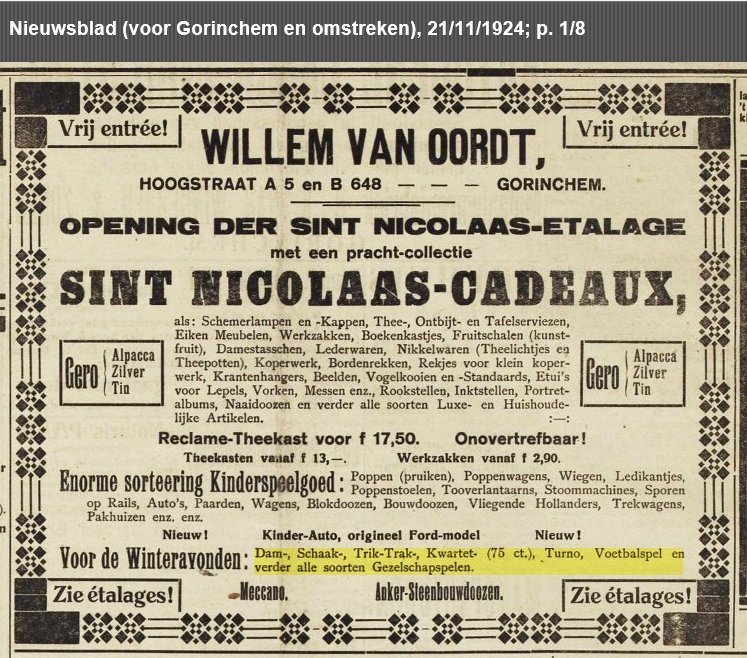 Nieuwsblad (voor Gorinchem en omstreken), 21/11/1924; p. 1/8
Vrij entrée!
Vrij entrée!
WILLEM VAN OORDT,
HOOGSTRAAT A 5 en B 648 — — — GORINCHEM.
OPENING DER SINT NICOLAAS-ETALAGE
met een pracht-collectie
SINT NICOLAAS-CADEAUX,
als: Schemerlampen en -Kappen, Thee-, Ontbijt- en Tafelserviezen,
Eiken Meubelen, Werkzakken, Boekenkastjes, Fruitschalen (kunst-
fruit), Damestasschen, Lederwaren, Nikkelwaren (Theelichtjes en
Theepotten), Koperwerk, Bordenrekken, Rekjes voor klein koper-
werk, Krantenhangers, Beelden, Vogelkooien en -Standaards, Etui's
voor Lepels, Vorken, Messen enz., Rookstellen, Inktstellen, Portret-
albums, Naaidoozen en verder alle soorten Luxe- en Huishoude-
lijke Artikelen. :—:
Gero Alpacca
Zilver
Tin
Gero Alpacca
Zilver
Tin
Reclame-Theekast voor f 17,50. Onovertrefbaar!
Theekasten vanaf f 13,—. Werkzakken vanaf f 2,90.
Enorme sorteering Kinderspeelgoed: Poppen (pruiken), Poppenwagens, Wiegen, Ledikantjes,
Poppenstoelen, Tooverlantaarns, Stoommachines, Sporen
op Rails, Auto's, Paarden, Wagens, Blokdoozen, Bouwdoozen, Vliegende Hollanders, Trekwagens,
Pakhuizen enz. enz.
Nieuw! Kinder-Auto, origineel Ford-model Nieuw!
Voor de Winteravonden: Dam-, Schaak-, Trik-Trak-, Kwartet- (75 ct.), Turno, Voetbalspel en
verder alle soorten Gezelschapspelen.
Zie étalages!
Meccano. Anker-Steenbouwdoozen.
Zie étalages!